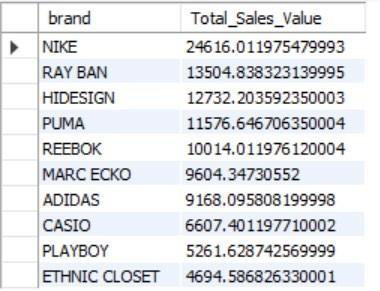 brand Total_Sales_Value
NIKE 24616.011975479993
RAY BAN 13504.838323139995
HIDESIGN 12732.203592350003
PUMA 11576.646706350004
REEBOK 10014.011976120004
MARC ECKO 9604.34730552
ADIDAS 9168.095808199998
CASIO 6607.401197710002
PLAYBOY 5261.628742569999
ETHNIC CLOSET 4694.586826330001